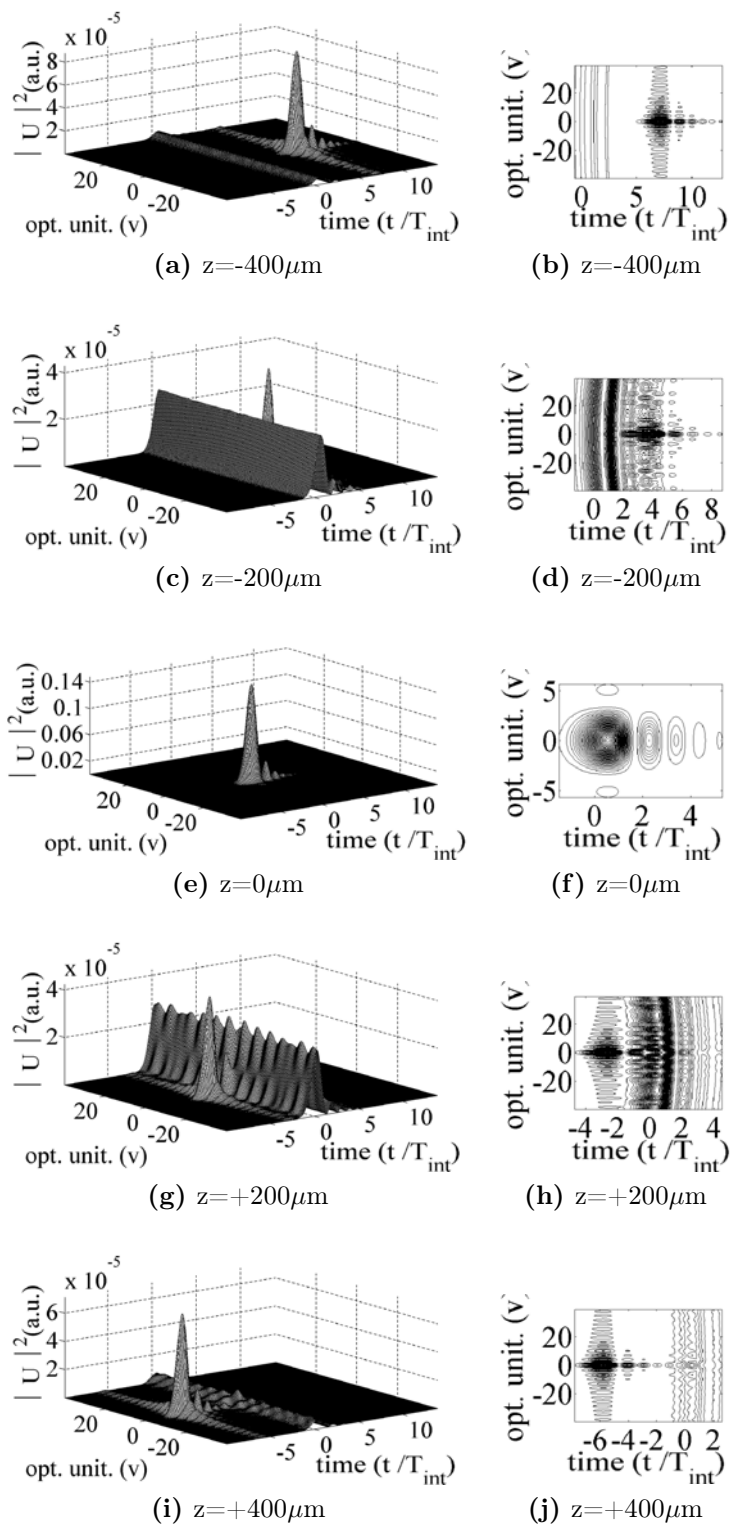 x 10^-5
| U |^2(a.u.)
8
6
4
2
20
0
-20
opt. unit. (v)
-5
0
5
10
time (t /T_int)
opt. unit. (v)
20
0
-20
0
5
10
time (t /T_int)
(a) z=-400μm
(b) z=-400μm
x 10^-5
| U |^2(a.u.)
4
2
20
0
-20
opt. unit. (v)
-5
0
5
10
time (t /T_int)
opt. unit. (v)
20
0
-20
0 2 4 6 8
time (t /T_int)
(c) z=-200μm
(d) z=-200μm
| U |^2(a.u.)
0.14
0.1
0.06
0.02
20
0
-20
opt. unit. (v)
-5
0
5
10
time (t /T_int)
opt. unit. (v)
5
0
-5
0 2 4
time (t /T_int)
(e) z=0μm
(f) z=0μm
x 10^-5
| U |^2(a.u.)
4
2
20
0
-20
opt. unit. (v)
-5
0
5
10
time (t /T_int)
opt. unit. (v)
20
0
-20
-4 -2 0 2 4
time (t /T_int)
(g) z=+200μm
(h) z=+200μm
x 10^-5
| U |^2(a.u.)
6
4
2
20
0
-20
opt. unit. (v)
-5
0
5
10
time (t /T_int)
opt. unit. (v)
20
0
-20
-6 -4 -2 0 2
time (t /T_int)
(i) z=+400μm
(j) z=+400μm